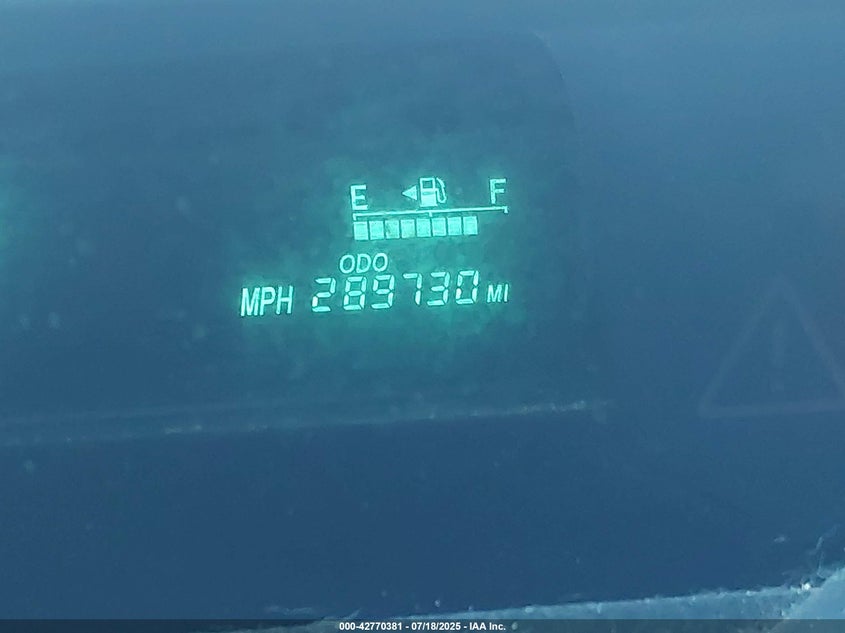 E F
ODO
MPH 289730 MI
000-42770381 - 07/18/2025 - IAA Inc.